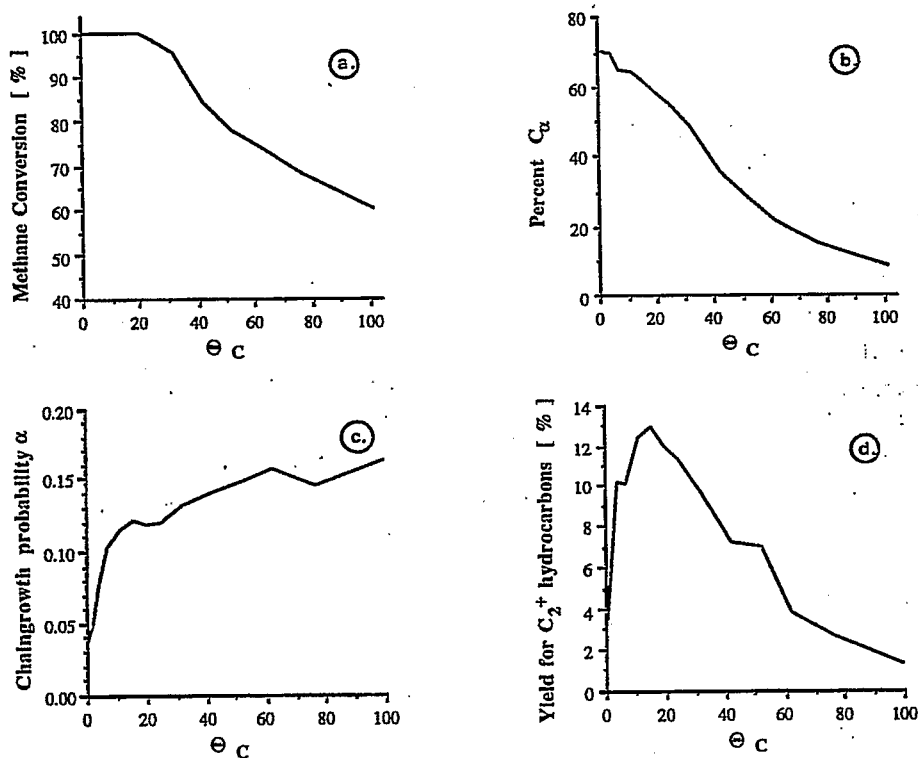 Methane Conversion [ % ]
100
90
80
70
60
50
40
0 20 40 60 80 100
Θ C
a.
Percent Cα
80
60
40
20
0
0 20 40 60 80 100
Θ C
b.
Chaingrowth probability α
0.20
0.15
0.10
0.05
0.00
0 20 40 60 80 100
Θ C
c.
Yield for C2+ hydrocarbons [ % ]
14
12
10
8
6
4
2
0
0 20 40 60 80 100
Θ C
d.